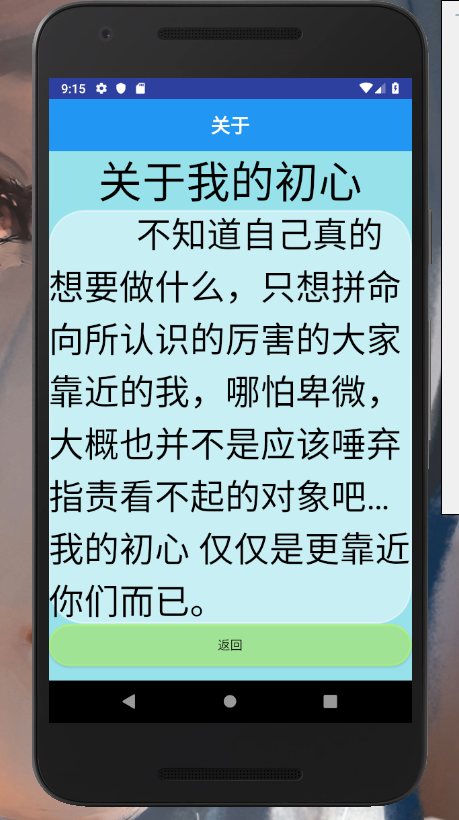 9:15
关于
关于我的初心
不知道自己真的
想要做什么，只想拼命
向所认识的厉害的大家
靠近的我，哪怕卑微，
大概也并不是应该唾弃
指责看不起的对象吧...
我的初心 仅仅是更靠近
你们而已。
返回